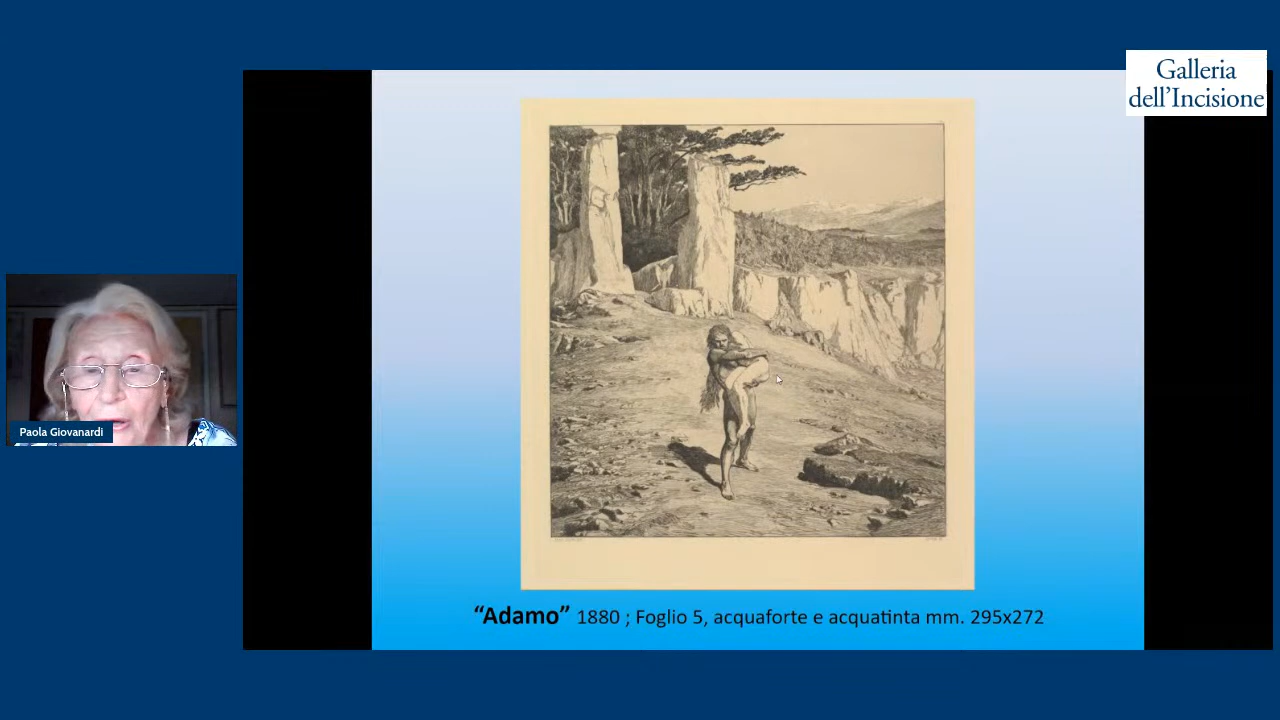 Galleria
dell'Incisione
Paola Giovanardi
“Adamo” 1880 ; Foglio 5, acquaforte e acquatinta mm. 295x272